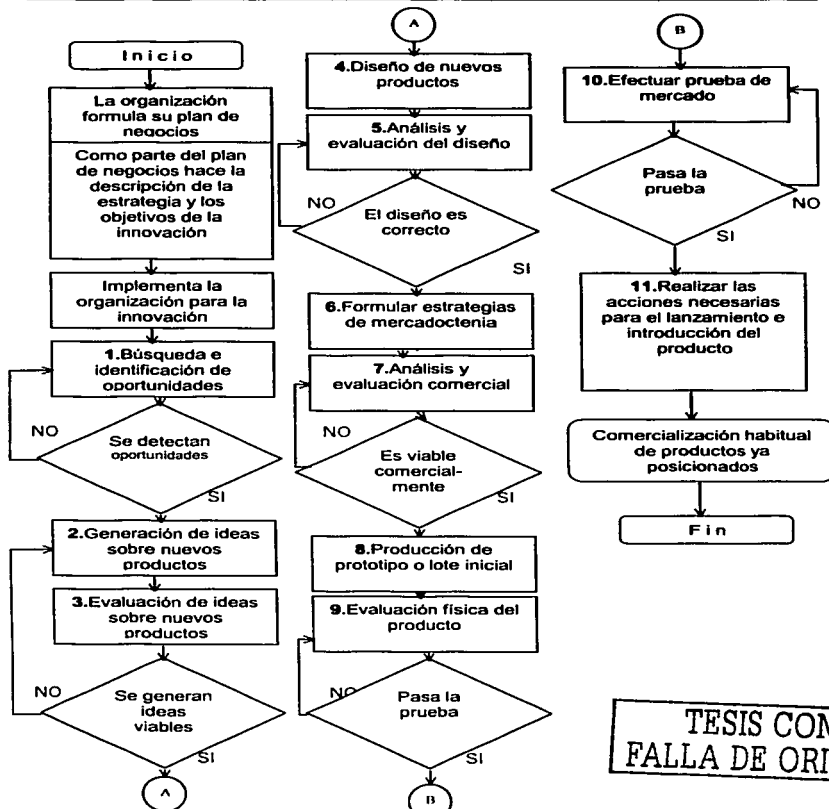 Inicio
La organización
formula su plan de
negocios
Como parte del plan
de negocios hace la
descripción de la
estrategia y los
objetivos de la
innovación
Implementa la
organización para la
innovación
1.Búsqueda e
identificación de
oportunidades
NO
Se detectan
oportunidades
SI
2.Generación de ideas
sobre nuevos
productos
3.Evaluación de ideas
sobre nuevos
productos
NO
Se generan
ideas
viables
SI
A
A
4.Diseño de nuevos
productos
5.Análisis y
evaluación del diseño
NO
El diseño es
correcto
SI
6.Formular estrategias
de mercadoctenia
7.Análisis y
evaluación comercial
NO
Es viable
comercial-
mente
SI
8.Producción de
prototipo o lote inicial
9.Evaluación física del
producto
NO
Pasa la
prueba
SI
B
B
10.Efectuar prueba de
mercado
Pasa la
prueba
NO
SI
11.Realizar las
acciones necesarias
para el lanzamiento e
introducción del
producto
Comercialización habitual
de productos ya
posicionados
Fin
TESIS CON
FALLA DE ORI